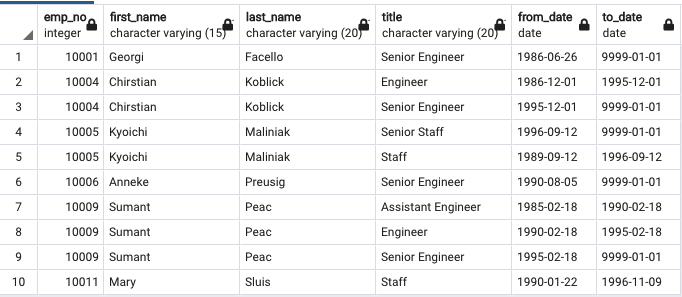 emp_no first_name last_name title from_date to_date
integer character varying (15) character varying (20) character varying (20) date date
1 10001 Georgi Facello Senior Engineer 1986-06-26 9999-01-01
2 10004 Chirstian Koblick Engineer 1986-12-01 1995-12-01
3 10004 Chirstian Koblick Senior Engineer 1995-12-01 9999-01-01
4 10005 Kyoichi Maliniak Senior Staff 1996-09-12 9999-01-01
5 10005 Kyoichi Maliniak Staff 1989-09-12 1996-09-12
6 10006 Anneke Preusig Senior Engineer 1990-08-05 9999-01-01
7 10009 Sumant Peac Assistant Engineer 1985-02-18 1990-02-18
8 10009 Sumant Peac Engineer 1990-02-18 1995-02-18
9 10009 Sumant Peac Senior Engineer 1995-02-18 9999-01-01
10 10011 Mary Sluis Staff 1990-01-22 1996-11-09